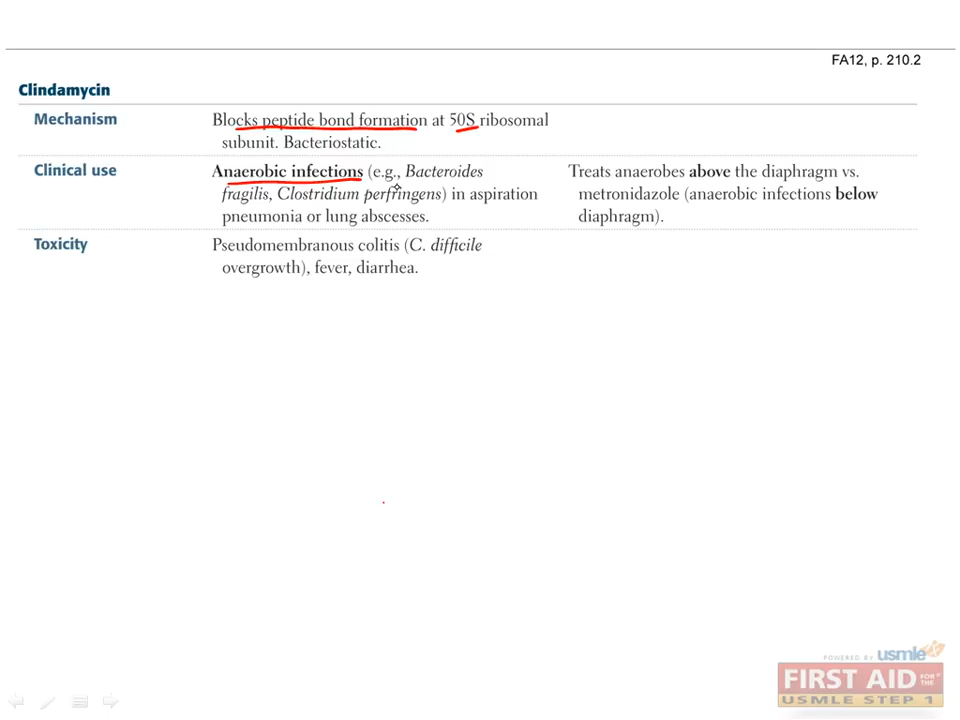 FA12, p. 210.2
Clindamycin
Mechanism
Blocks peptide bond formation at 50S ribosomal
subunit. Bacteriostatic.
Clinical use
Anaerobic infections (e.g., Bacteroides
fragilis, Clostridium perfringens) in aspiration
pneumonia or lung abscesses.
Treats anaerobes above the diaphragm vs.
metronidazole (anaerobic infections below
diaphragm).
Toxicity
Pseudomembranous colitis (C. difficile
overgrowth), fever, diarrhea.
POWERED BY usmle
FIRST AID FOR THE
USMLE STEP 1